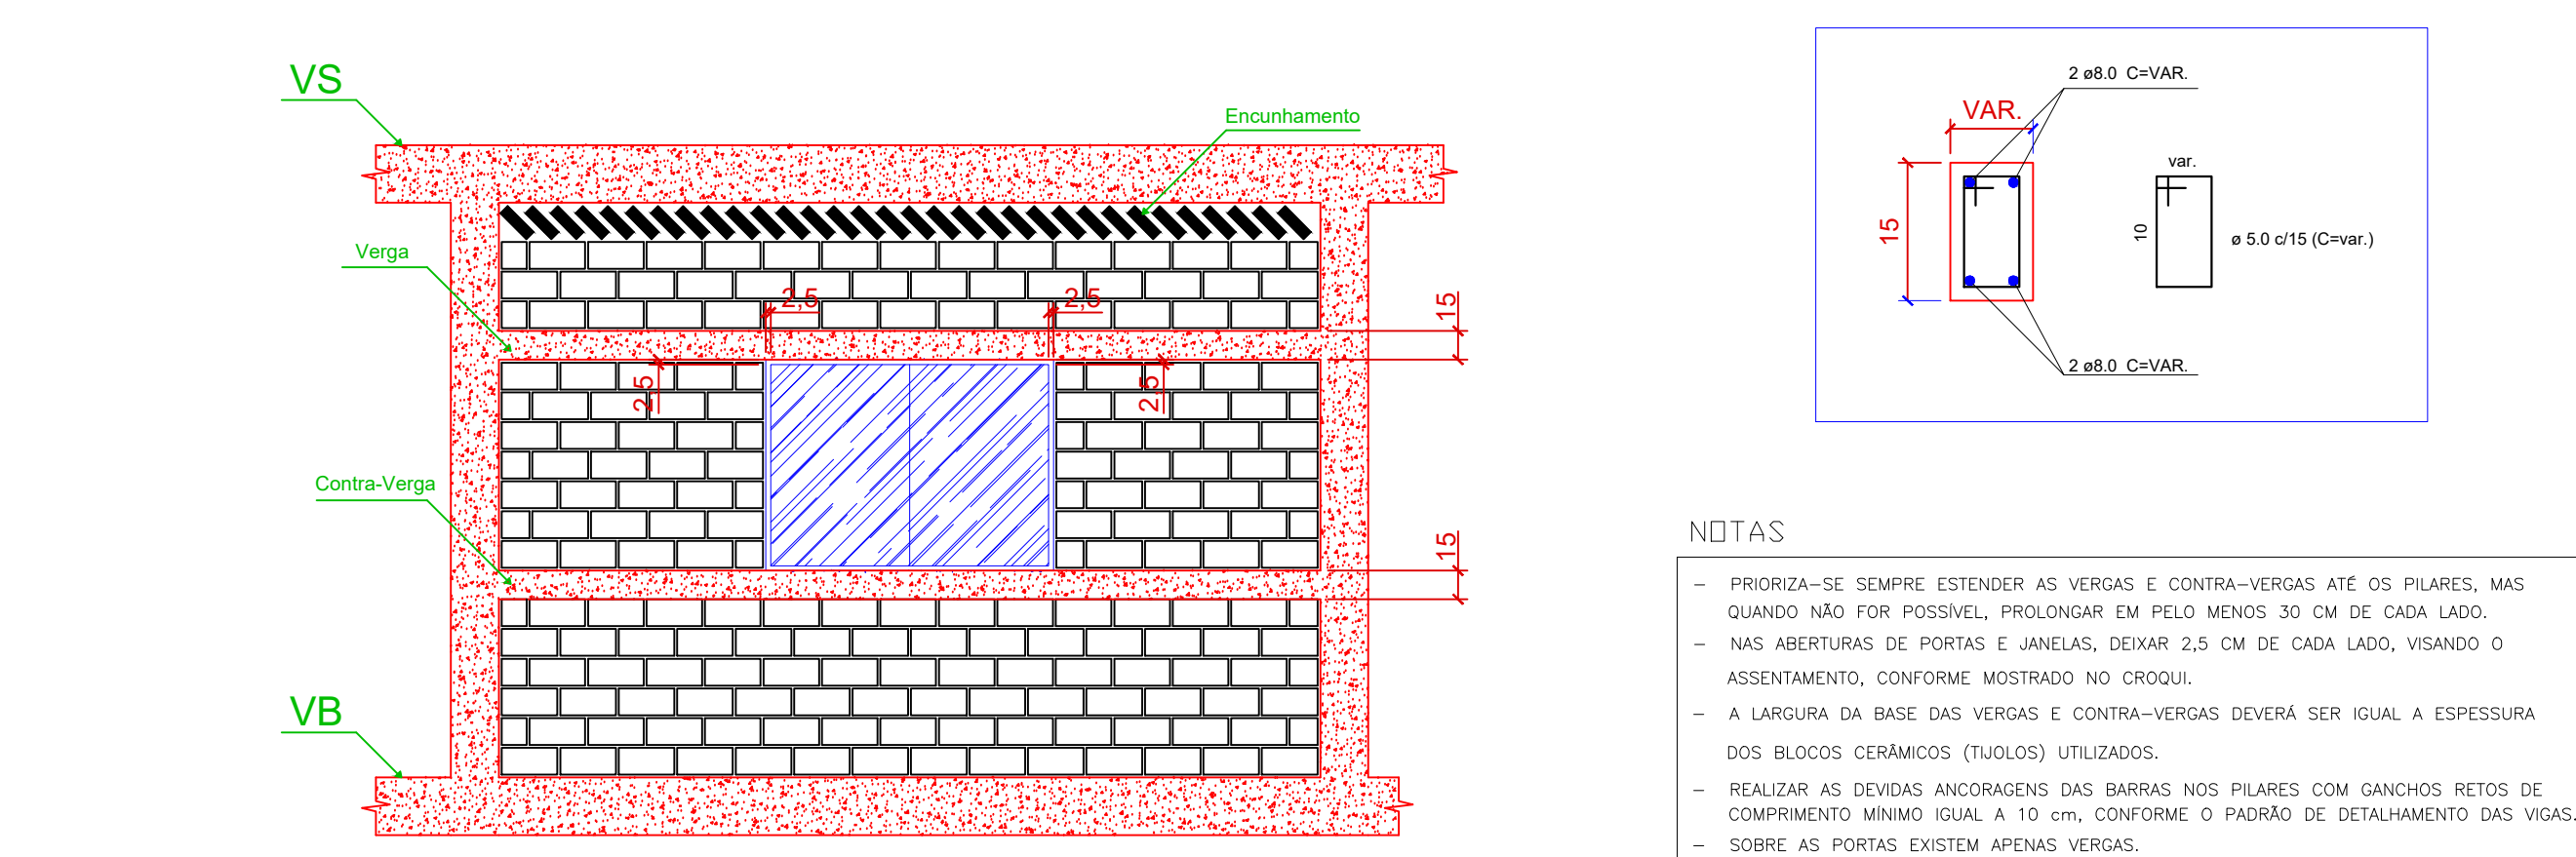 VS
Encunhamento
Verga
2,5
2,5
15
2,5
2,5
Contra-Verga
15
VB
2 ø8.0 C=VAR.
VAR.
var.
15
10
ø 5.0 c/15 (C=var.)
2 ø8.0 C=VAR.
NOTAS
- PRIORIZA-SE SEMPRE ESTENDER AS VERGAS E CONTRA-VERGAS ATÉ OS PILARES, MAS
QUANDO NÃO FOR POSSÍVEL, PROLONGAR EM PELO MENOS 30 CM DE CADA LADO.
- NAS ABERTURAS DE PORTAS E JANELAS, DEIXAR 2,5 CM DE CADA LADO, VISANDO O
ASSENTAMENTO, CONFORME MOSTRADO NO CROQUI.
- A LARGURA DA BASE DAS VERGAS E CONTRA-VERGAS DEVERÁ SER IGUAL A ESPESSURA
DOS BLOCOS CERÂMICOS (TIJOLOS) UTILIZADOS.
- REALIZAR AS DEVIDAS ANCORAGENS DAS BARRAS NOS PILARES COM GANCHOS RETOS DE
COMPRIMENTO MÍNIMO IGUAL A 10 cm, CONFORME O PADRÃO DE DETALHAMENTO DAS VIGAS.
- SOBRE AS PORTAS EXISTEM APENAS VERGAS.